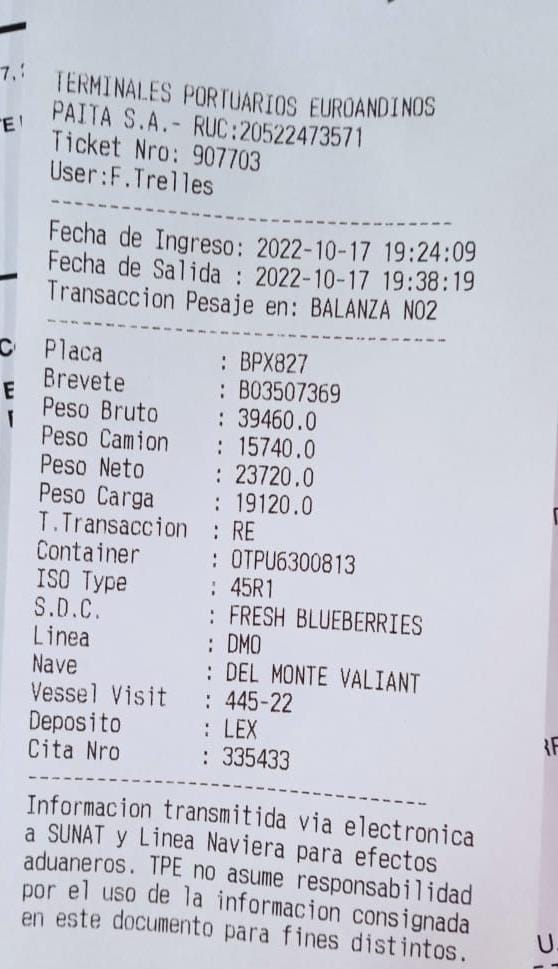 TERMINALES PORTUARIOS EUROANDINOS
PAITA S.A.- RUC:20522473571
Ticket Nro: 907703
User:F.Trelles
Fecha de Ingreso: 2022-10-17 19:24:09
Fecha de Salida : 2022-10-17 19:38:19
Transaccion Pesaje en: BALANZA NO2
Placa : BPX827
Brevete : B03507369
Peso Bruto : 39460.0
Peso Camion : 15740.0
Peso Neto : 23720.0
Peso Carga : 19120.0
T.Transaccion : RE
Container : OTPU6300813
ISO Type : 45R1
S.D.C. : FRESH BLUEBERRIES
Linea : DMO
Nave : DEL MONTE VALIANT
Vessel Visit : 445-22
Deposito : LEX
Cita Nro : 335433
Informacion transmitida via electronica
a SUNAT y Linea Naviera para efectos
aduaneros. TPE no asume responsabilidad
por el uso de la informacion consignada
en este documento para fines distintos.